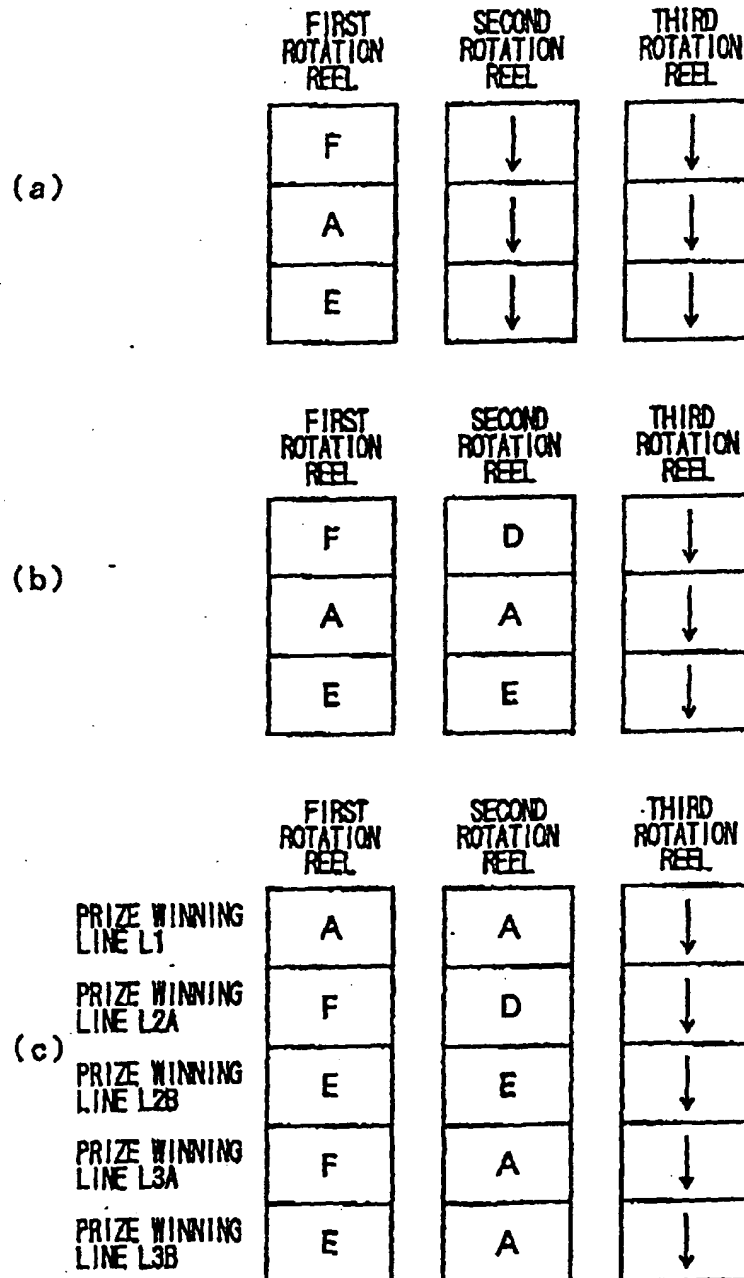 FIRST ROTATION REEL SECOND ROTATION REEL THIRD ROTATION REEL
(a)
F ↓ ↓
A ↓ ↓
E ↓ ↓
FIRST ROTATION REEL SECOND ROTATION REEL THIRD ROTATION REEL
(b)
F D ↓
A A ↓
E E ↓
FIRST ROTATION REEL SECOND ROTATION REEL THIRD ROTATION REEL
(c)
PRIZE WINNING LINE L1 A A ↓
PRIZE WINNING LINE L2A F D ↓
PRIZE WINNING LINE L2B E E ↓
PRIZE WINNING LINE L3A F A ↓
PRIZE WINNING LINE L3B E A ↓